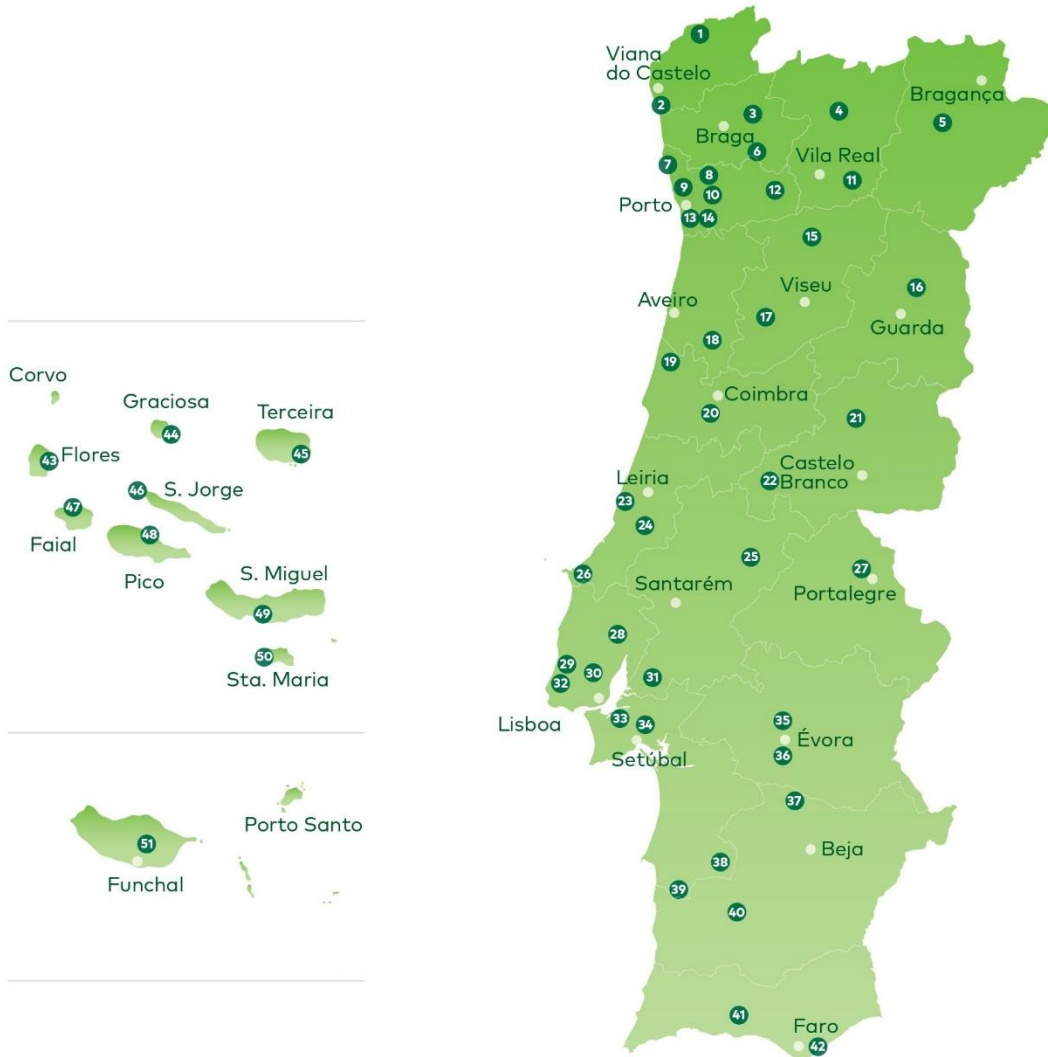 1
Viana
do Castelo
2
3
4
Bragança
5
Braga
6
Vila Real
7
8
9
10
11
12
Porto
13
14
15
16
Viseu
Aveiro
17
Guarda
18
19
Coimbra
20
21
Castelo
Branco
22
Leiria
23
24
25
26
27
Santarém
Portalegre
28
29
30
31
32
Lisboa
33
34
Setúbal
35
Évora
36
37
38
Beja
39
40
41
Faro
42
Corvo
Graciosa
44
Terceira
45
Flores
43
46
S. Jorge
47
Faial
48
Pico
S. Miguel
49
50
Sta. Maria
51
Funchal
Porto Santo